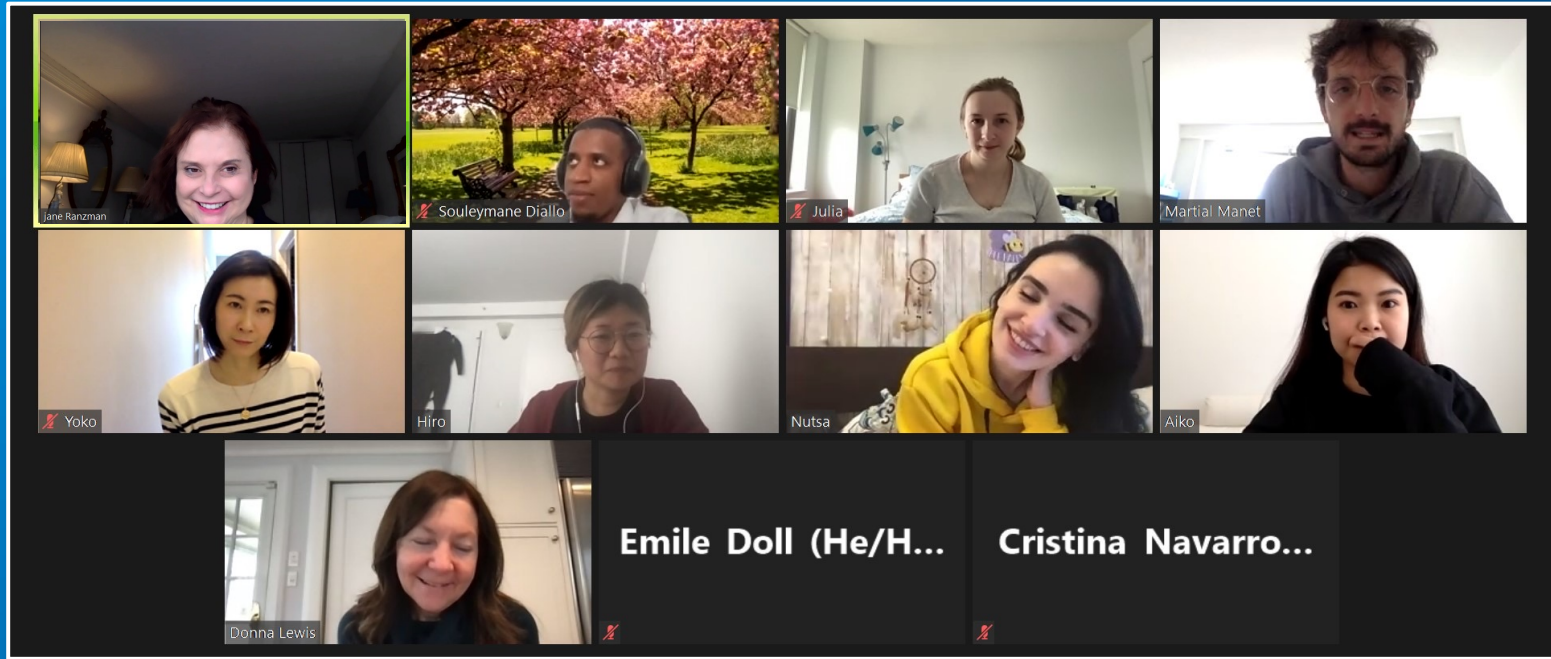 Jane Ranzman
Souleymane Diallo
Julia
Martial Manet
Yoko
Hiro
Nutsa
Aiko
Donna Lewis
Emile Doll (He/H...
Cristina Navarro...